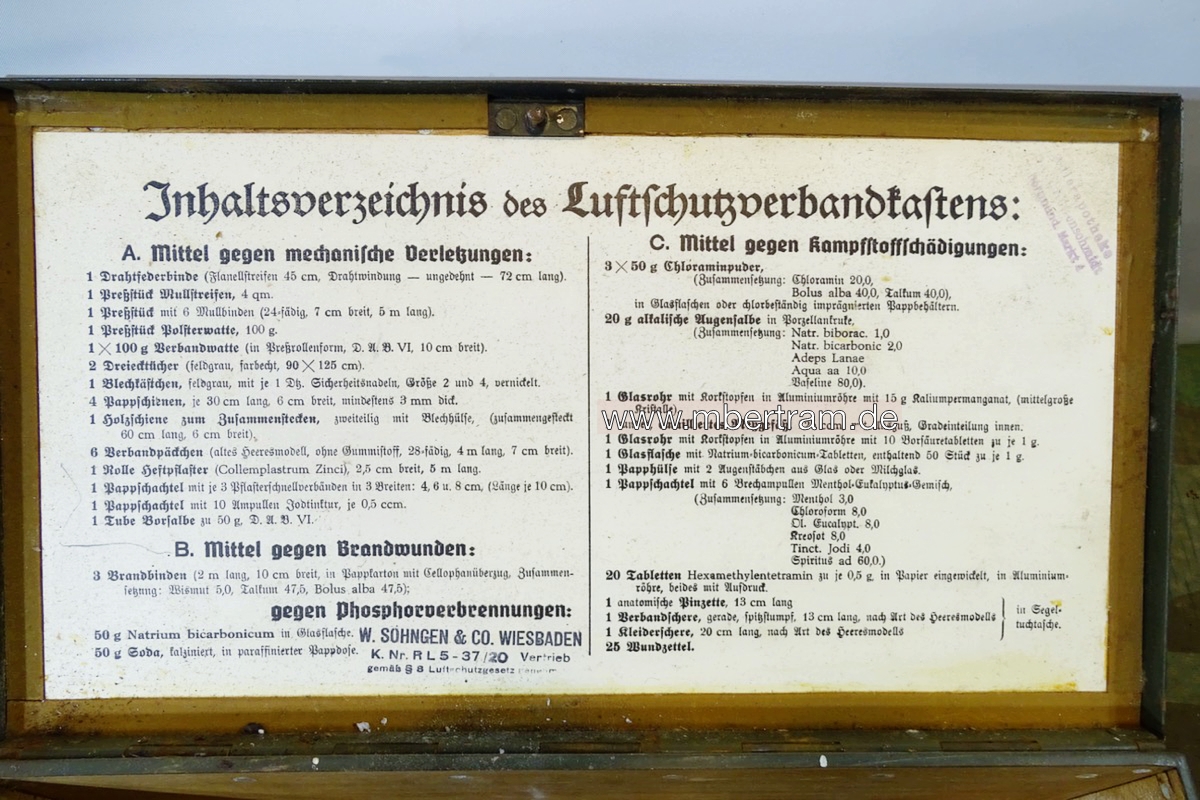 Inhaltsverzeichnis des Luftschutzverbandkastens:
A. Mittel gegen mechanische Verletzungen:
1 Drahtfederbinde (Flanellstreifen 45 cm, Drahtwindung — ungedehnt — 72 cm lang).
1 Preßstück Mullstreifen, 4 qm.
1 Preßstück mit 6 Mullbinden (24-fädig, 7 cm breit, 5 m lang).
1 Preßstück Polsterwatte, 100 g.
1 × 100 g Verbandwatte (in Preßrollenform, D. A. B. VI, 10 cm breit).
2 Dreiecktücher (feldgrau, farbecht, 90 × 125 cm).
1 Blechkästchen, feldgrau, mit je 1 Dtz. Sicherheitsnadeln, Größe 2 und 4, vernickelt.
4 Pappschienen, je 30 cm lang, 6 cm breit, mindestens 3 mm dick.
1 Holzschiene zum Zusammenstecken, zweiteilig mit Blechhülse, (zusammengesteckt
60 cm lang, 6 cm breit).
6 Verbandpäckchen (altes Heeresmodell, ohne Gummistoff, 28-fädig, 4 m lang, 7 cm breit).
1 Rolle Heftpflaster (Collemplastrum Zinci), 2,5 cm breit, 5 m lang.
1 Pappschachtel mit je 3 Pflasterschnellverbänden in 3 Breiten: 4, 6 u. 8 cm, (Länge je 10 cm).
1 Pappschachtel mit 10 Ampullen Jodtinktur, je 0,5 ccm.
1 Tube Borsalbe zu 50 g, D. A. B. VI.
B. Mittel gegen Brandwunden:
3 Brandbinden (2 m lang, 10 cm breit, in Pappkarton mit Cellophanüberzug, Zusammen-
setzung: Wismut 5,0, Talkum 47,5, Bolus alba 47,5);
gegen Phosphorverbrennungen:
50 g Natrium bicarbonicum in Glasflasche.
50 g Soda, kalziniert, in paraffinierter Pappdose.
W. SÖHNGEN & CO. WIESBADEN
K. Nr. RL 5 - 37/20 Vertrieb
gemäß § 8 Luftschutzgesetz
C. Mittel gegen Kampfstoffschädigungen:
3 × 50 g Chloraminpuder,
(Zusammensetzung: Chloramin 20,0,
Bolus alba 40,0, Talkum 40,0),
in Glasflaschen oder chlorbeständig imprägnierten Pappbehältern.
20 g alkalische Augensalbe in Porzellankruke,
(Zusammensetzung: Natr. biborac. 1,0
Natr. bicarbonic 2,0
Adeps Lanae
Aqua aa 10,0
Vaseline 80,0).
1 Glasrohr mit Korkstopfen in Aluminiumröhre mit 15 g Kaliumpermanganat, (mittelgroße
Kristalle)
www.mbertram.de
Gradeinteilung innen.
1 Glasrohr mit Korkstopfen in Aluminiumröhre mit 10 Borsäuretabletten zu je 1 g.
1 Glasflasche mit Natrium-bicarbonicum-Tabletten, enthaltend 50 Stück zu je 1 g.
1 Papphülse mit 2 Augenstäbchen aus Glas oder Milchglas.
1 Pappschachtel mit 6 Brechampullen Menthol-Eukalyptus-Gemisch,
(Zusammensetzung: Menthol 3,0
Chloroform 8,0
Ol. Eucalypt. 8,0
Kreosot 8,0
Tinct. Jodi 4,0
Spiritus ad 60,0.)
20 Tabletten Hexamethylentetramin zu je 0,5 g, in Papier eingewickelt, in Aluminium-
röhre, beides mit Aufdruck.
1 anatomische Pinzette, 13 cm lang
1 Verbandschere, gerade, spitzstumpf, 13 cm lang, nach Art des Heeresmodells
1 Kleiderschere, 20 cm lang, nach Art des Heeresmodells
in Segel-
tuchtasche.
25 Wundzettel.